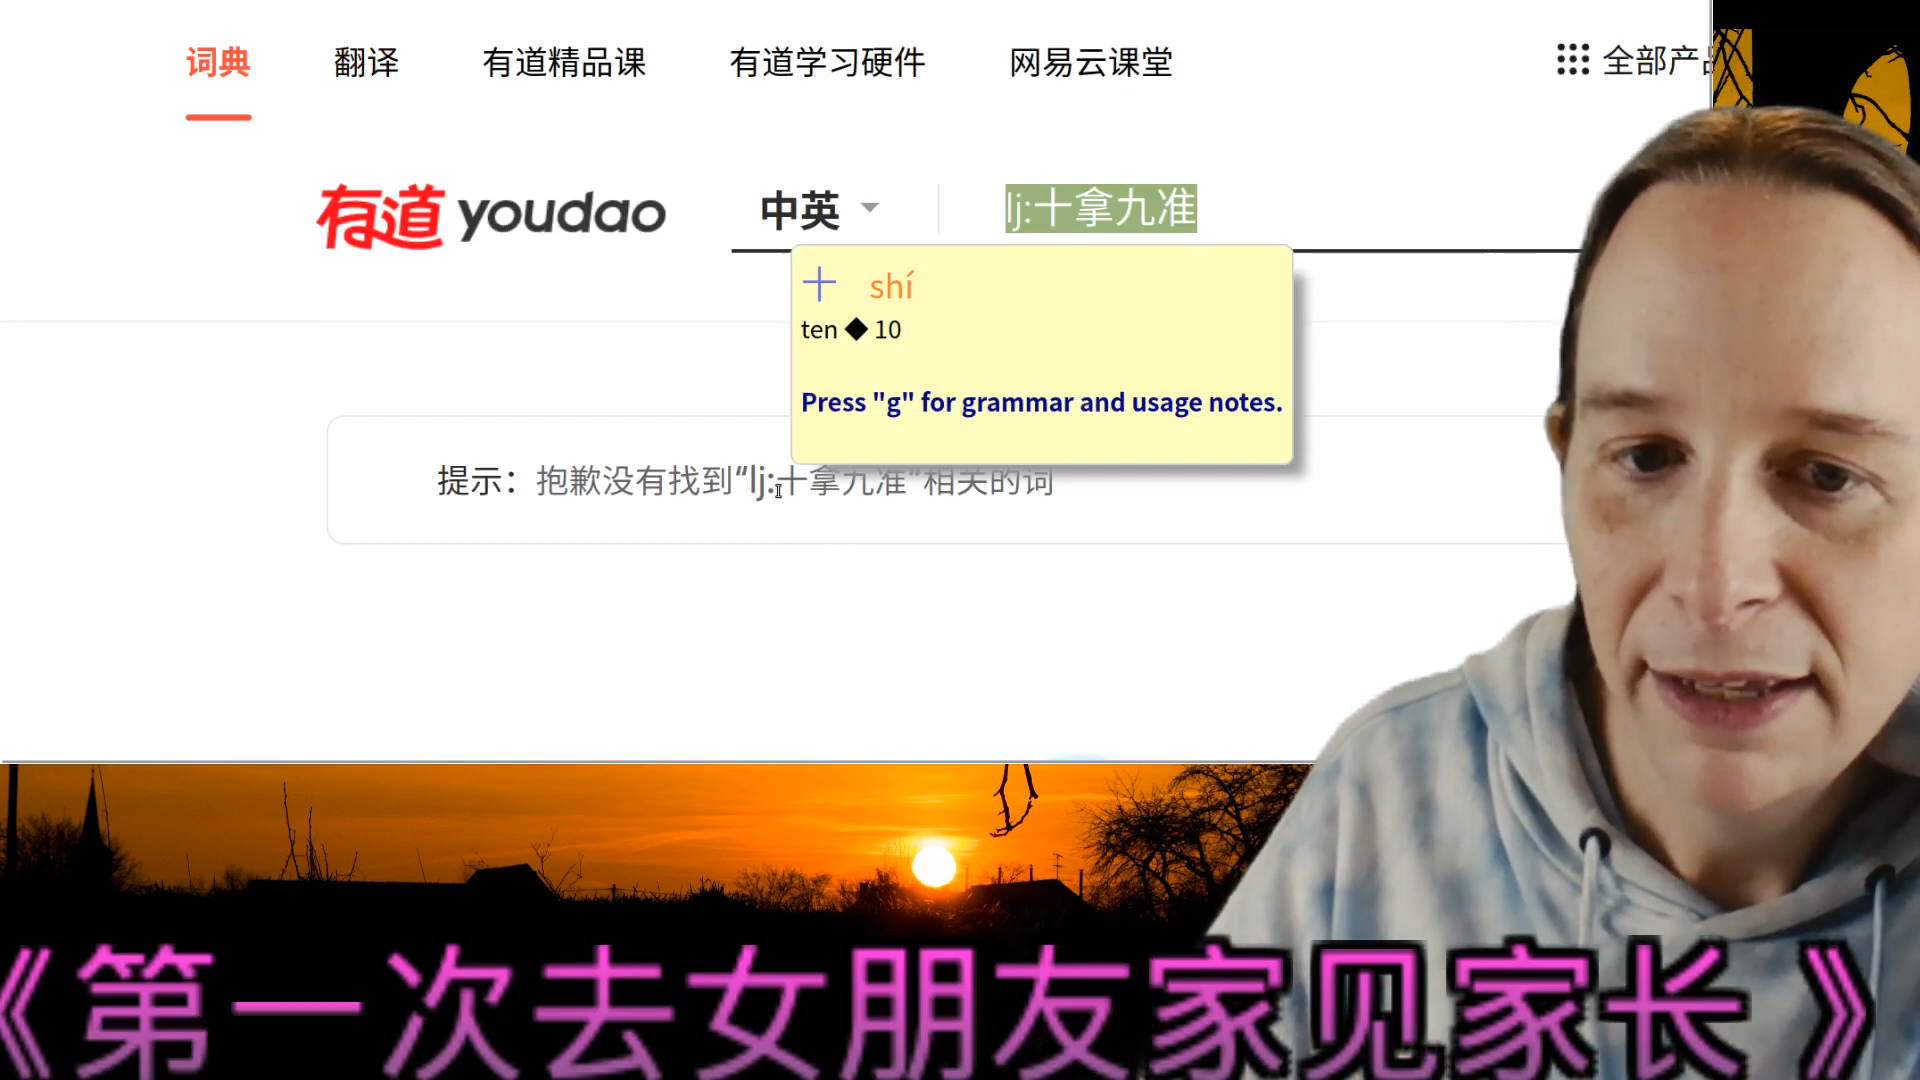 词典 翻译 有道精品课 有道学习硬件 网易云课堂 全部产品
有道 youdao 中英 lj:十拿九准
十 shí
ten ◆ 10
Press "g" for grammar and usage notes.
提示：抱歉没有找到“lj:十拿九准”相关的词
《第一次去女朋友家见家长》